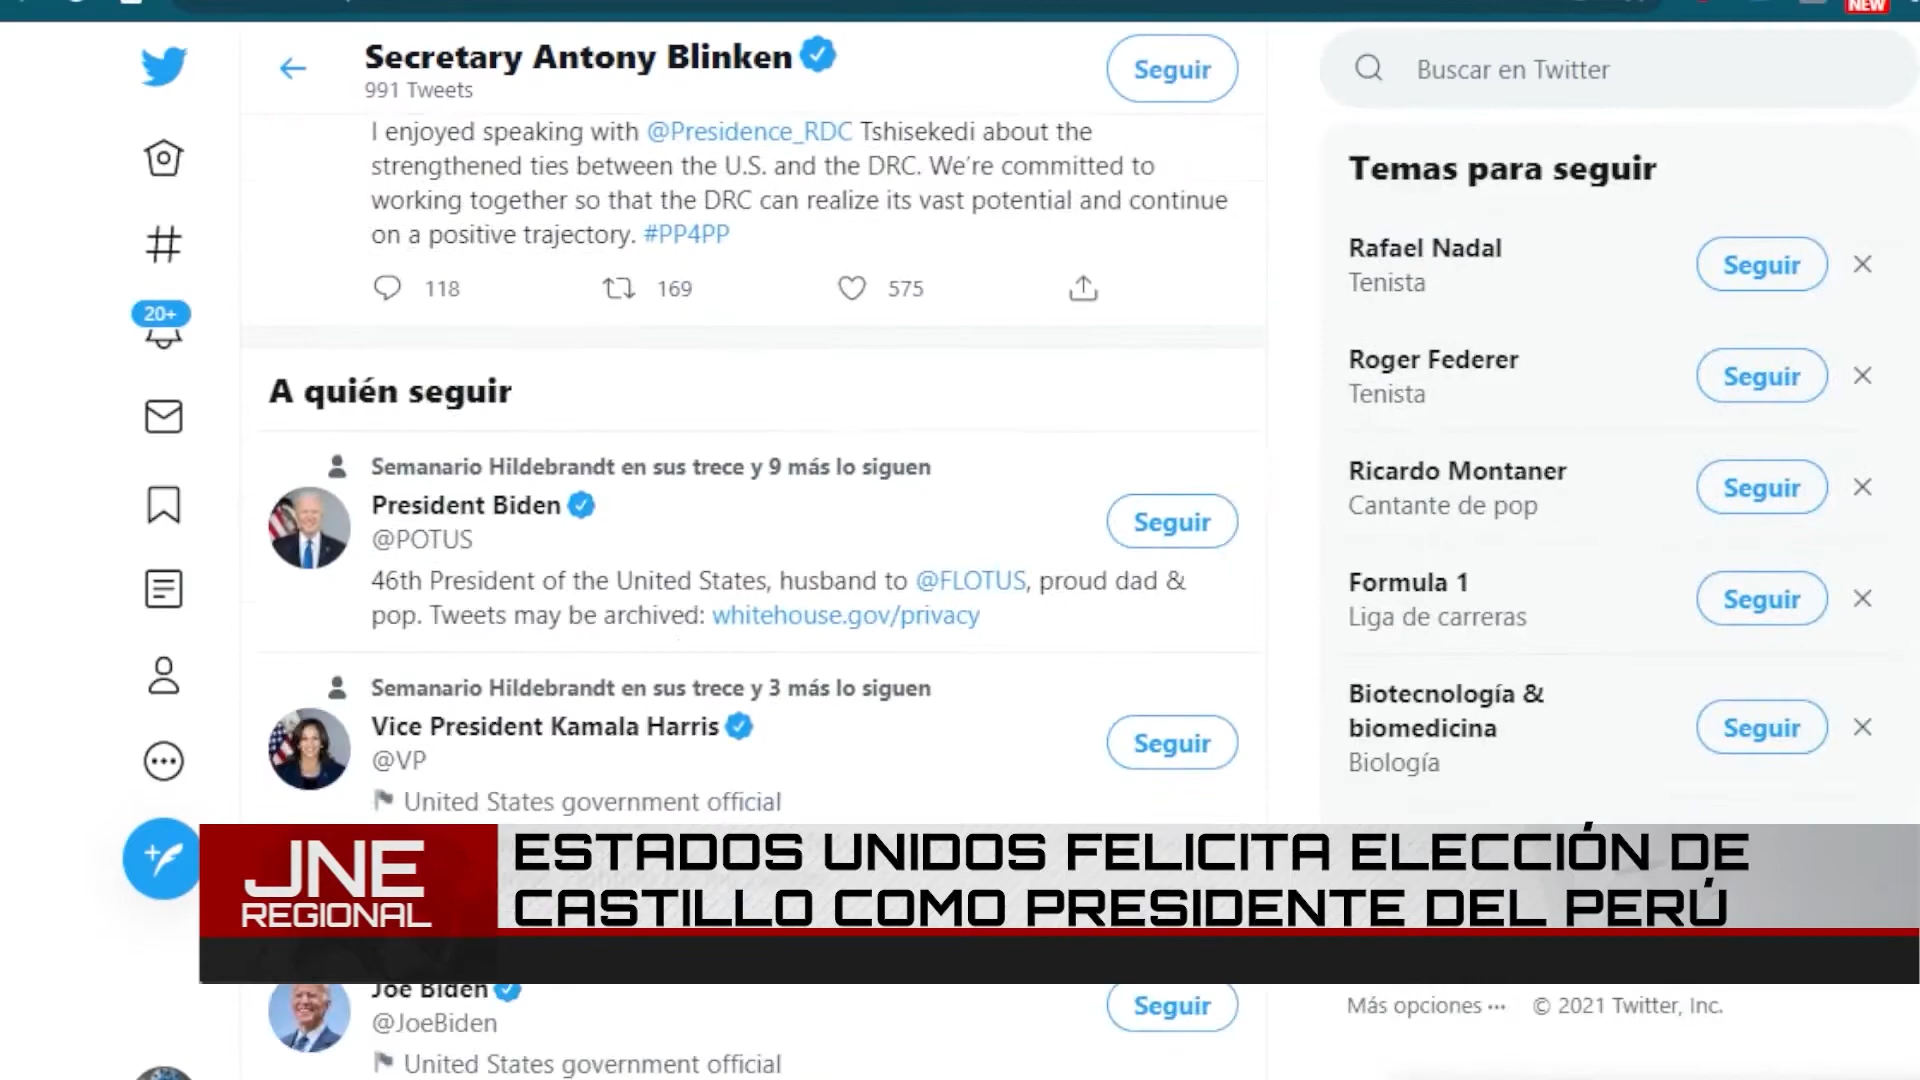 NEW
Secretary Antony Blinken
991 Tweets
Seguir
Buscar en Twitter
I enjoyed speaking with @Presidence_RDC Tshisekedi about the
strengthened ties between the U.S. and the DRC. We're committed to
working together so that the DRC can realize its vast potential and continue
on a positive trajectory. #PP4PP
118
169
575
20+
A quién seguir
Semanario Hildebrandt en sus trece y 9 más lo siguen
President Biden
@POTUS
Seguir
46th President of the United States, husband to @FLOTUS, proud dad &
pop. Tweets may be archived: whitehouse.gov/privacy
Semanario Hildebrandt en sus trece y 3 más lo siguen
Vice President Kamala Harris
@VP
Seguir
United States government official
Joe Biden
@JoeBiden
Seguir
United States government official
Temas para seguir
Rafael Nadal
Tenista
Seguir
Roger Federer
Tenista
Seguir
Ricardo Montaner
Cantante de pop
Seguir
Formula 1
Liga de carreras
Seguir
Biotecnología &
biomedicina
Biología
Seguir
Más opciones ···
© 2021 Twitter, Inc.
JNE
REGIONAL
ESTADOS UNIDOS FELICITA ELECCIÓN DE
CASTILLO COMO PRESIDENTE DEL PERÚ